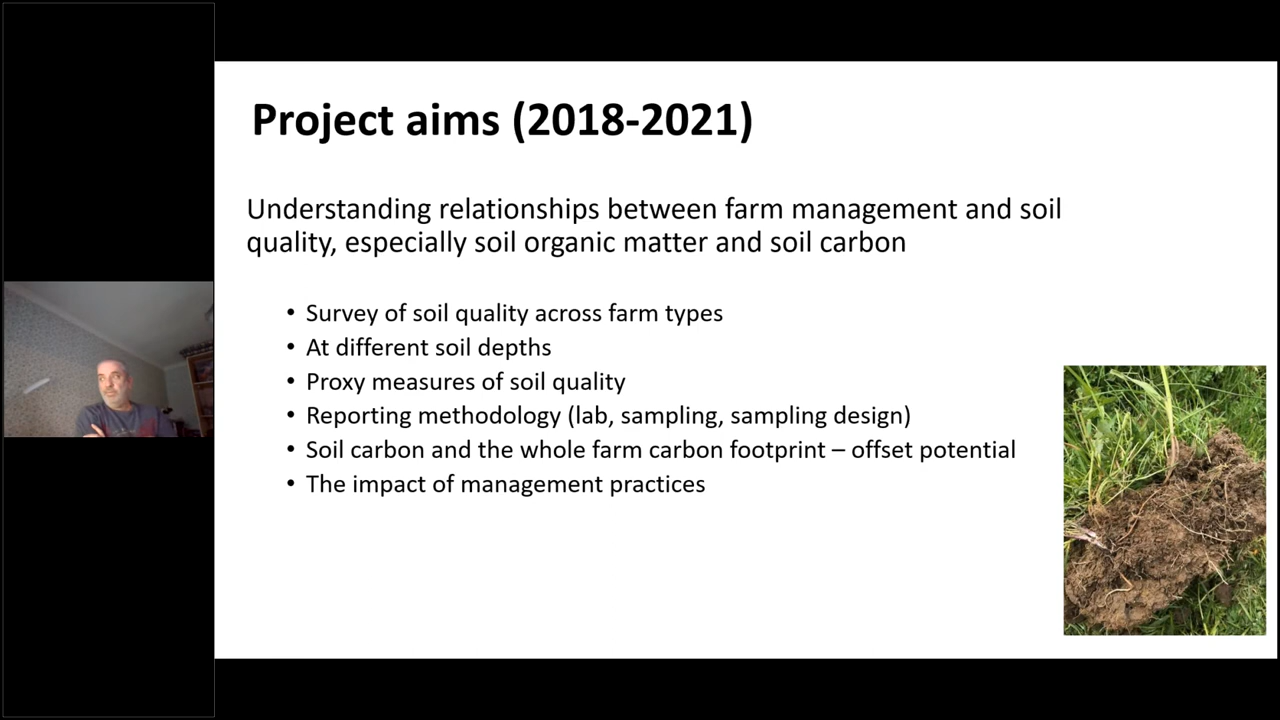 Project aims (2018-2021)
Understanding relationships between farm management and soil
quality, especially soil organic matter and soil carbon
• Survey of soil quality across farm types
• At different soil depths
• Proxy measures of soil quality
• Reporting methodology (lab, sampling, sampling design)
• Soil carbon and the whole farm carbon footprint – offset potential
• The impact of management practices